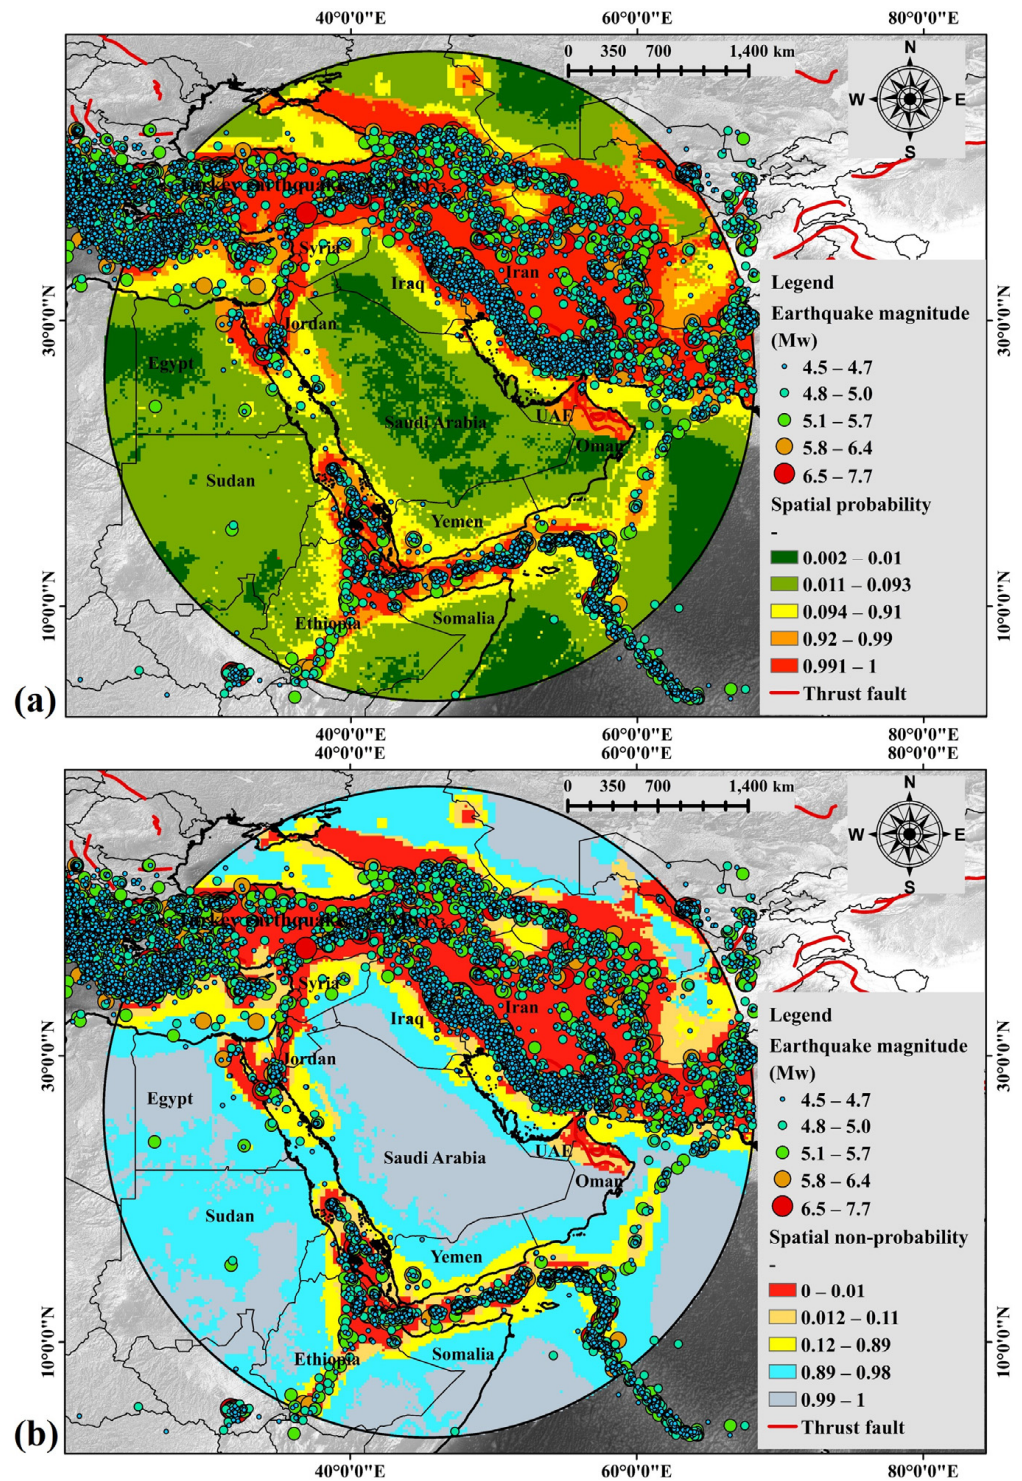 40°0'0"E 60°0'0"E 80°0'0"E
0 350 700 1,400 km
N
W E
S
Turkey earthquake
Syria
Iraq
Iran
Jordan
Egypt
Saudi Arabia
UAE
Oman
Sudan
Yemen
Ethiopia
Somalia
30°0'0"N
10°0'0"N
30°0'0"N
10°0'0"N
Legend
Earthquake magnitude
(Mw)
4.5 – 4.7
4.8 – 5.0
5.1 – 5.7
5.8 – 6.4
6.5 – 7.7
Spatial probability
-
0.002 – 0.01
0.011 – 0.093
0.094 – 0.91
0.92 – 0.99
0.991 – 1
Thrust fault
(a)
40°0'0"E 60°0'0"E 80°0'0"E
40°0'0"E 60°0'0"E 80°0'0"E
0 350 700 1,400 km
N
W E
S
Turkey earthquake
Syria
Iraq
Iran
Jordan
Egypt
Saudi Arabia
UAE
Oman
Sudan
Yemen
Ethiopia
Somalia
30°0'0"N
10°0'0"N
30°0'0"N
10°0'0"N
Legend
Earthquake magnitude
(Mw)
4.5 – 4.7
4.8 – 5.0
5.1 – 5.7
5.8 – 6.4
6.5 – 7.7
Spatial non-probability
-
0 – 0.01
0.012 – 0.11
0.12 – 0.89
0.89 – 0.98
0.99 – 1
Thrust fault
(b)
40°0'0"E 60°0'0"E 80°0'0"E